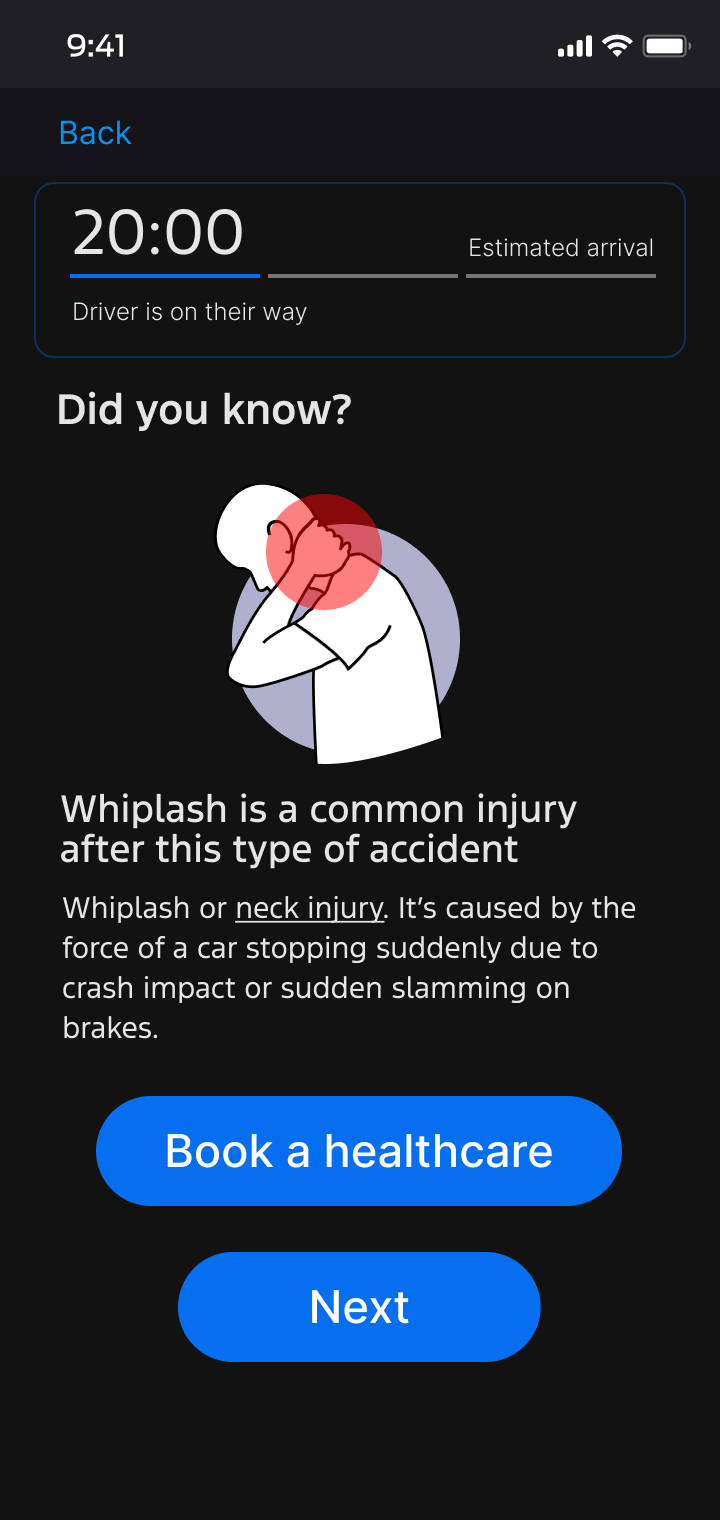 9:41
Back
20:00
Estimated arrival
Driver is on their way
Did you know?
Whiplash is a common injury
after this type of accident
Whiplash or neck injury. It’s caused by the
force of a car stopping suddenly due to
crash impact or sudden slamming on
brakes.
Book a healthcare
Next